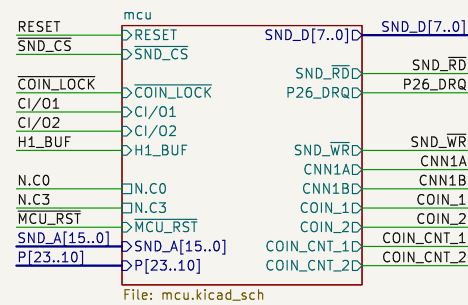 mcu
RESET RESET SND_D[7..0] SND_D[7..0]
SND_CS SND_CS
SND_RD SND_RD
COIN_LOCK COIN_LOCK P26_DRQ P26_DRQ
CI/O1 CI/O1
CI/O2 CI/O2
H1_BUF H1_BUF SND_WR SND_WR
CNN1A CNN1A
N.C0 N.C0 CNN1B CNN1B
N.C3 N.C3 COIN_1 COIN_1
MCU_RST MCU_RST COIN_2 COIN_2
SND_A[15..0] SND_A[15..0] COIN_CNT_1 COIN_CNT_1
P[23..10] P[23..10] COIN_CNT_2 COIN_CNT_2
File: mcu.kicad_sch